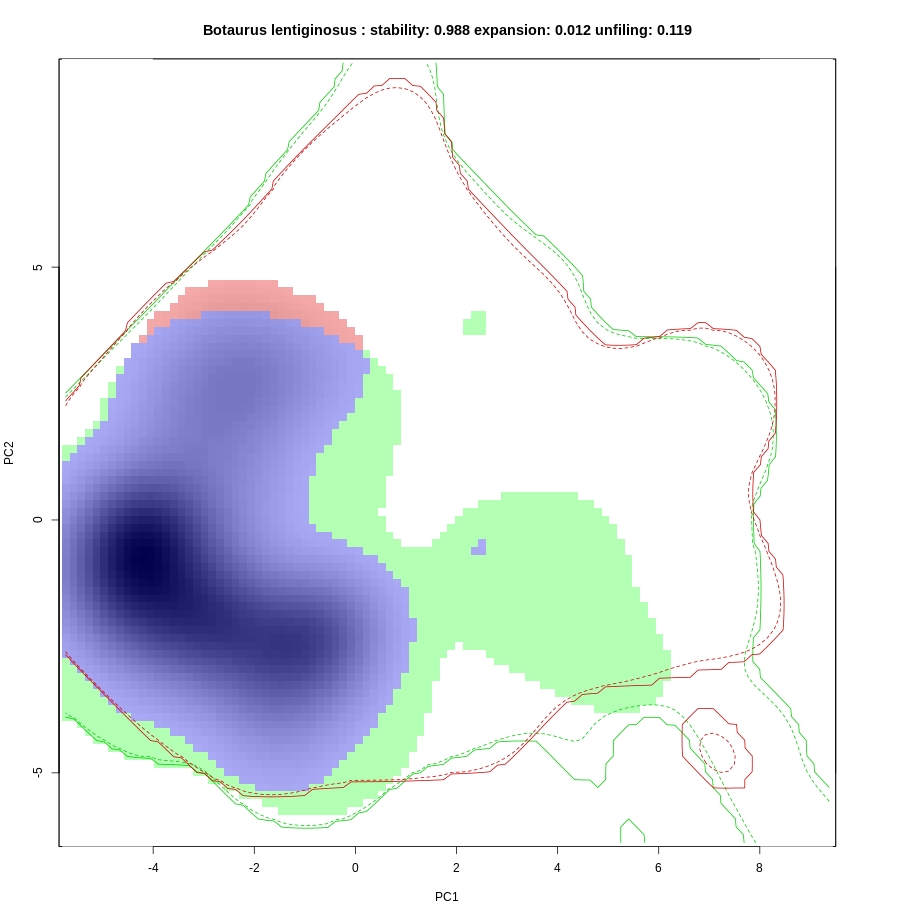 Botaurus lentiginosus : stability: 0.988 expansion: 0.012 unfiling: 0.119
5
PC2
0
-5
-4 -2 0 2 4 6 8
PC1